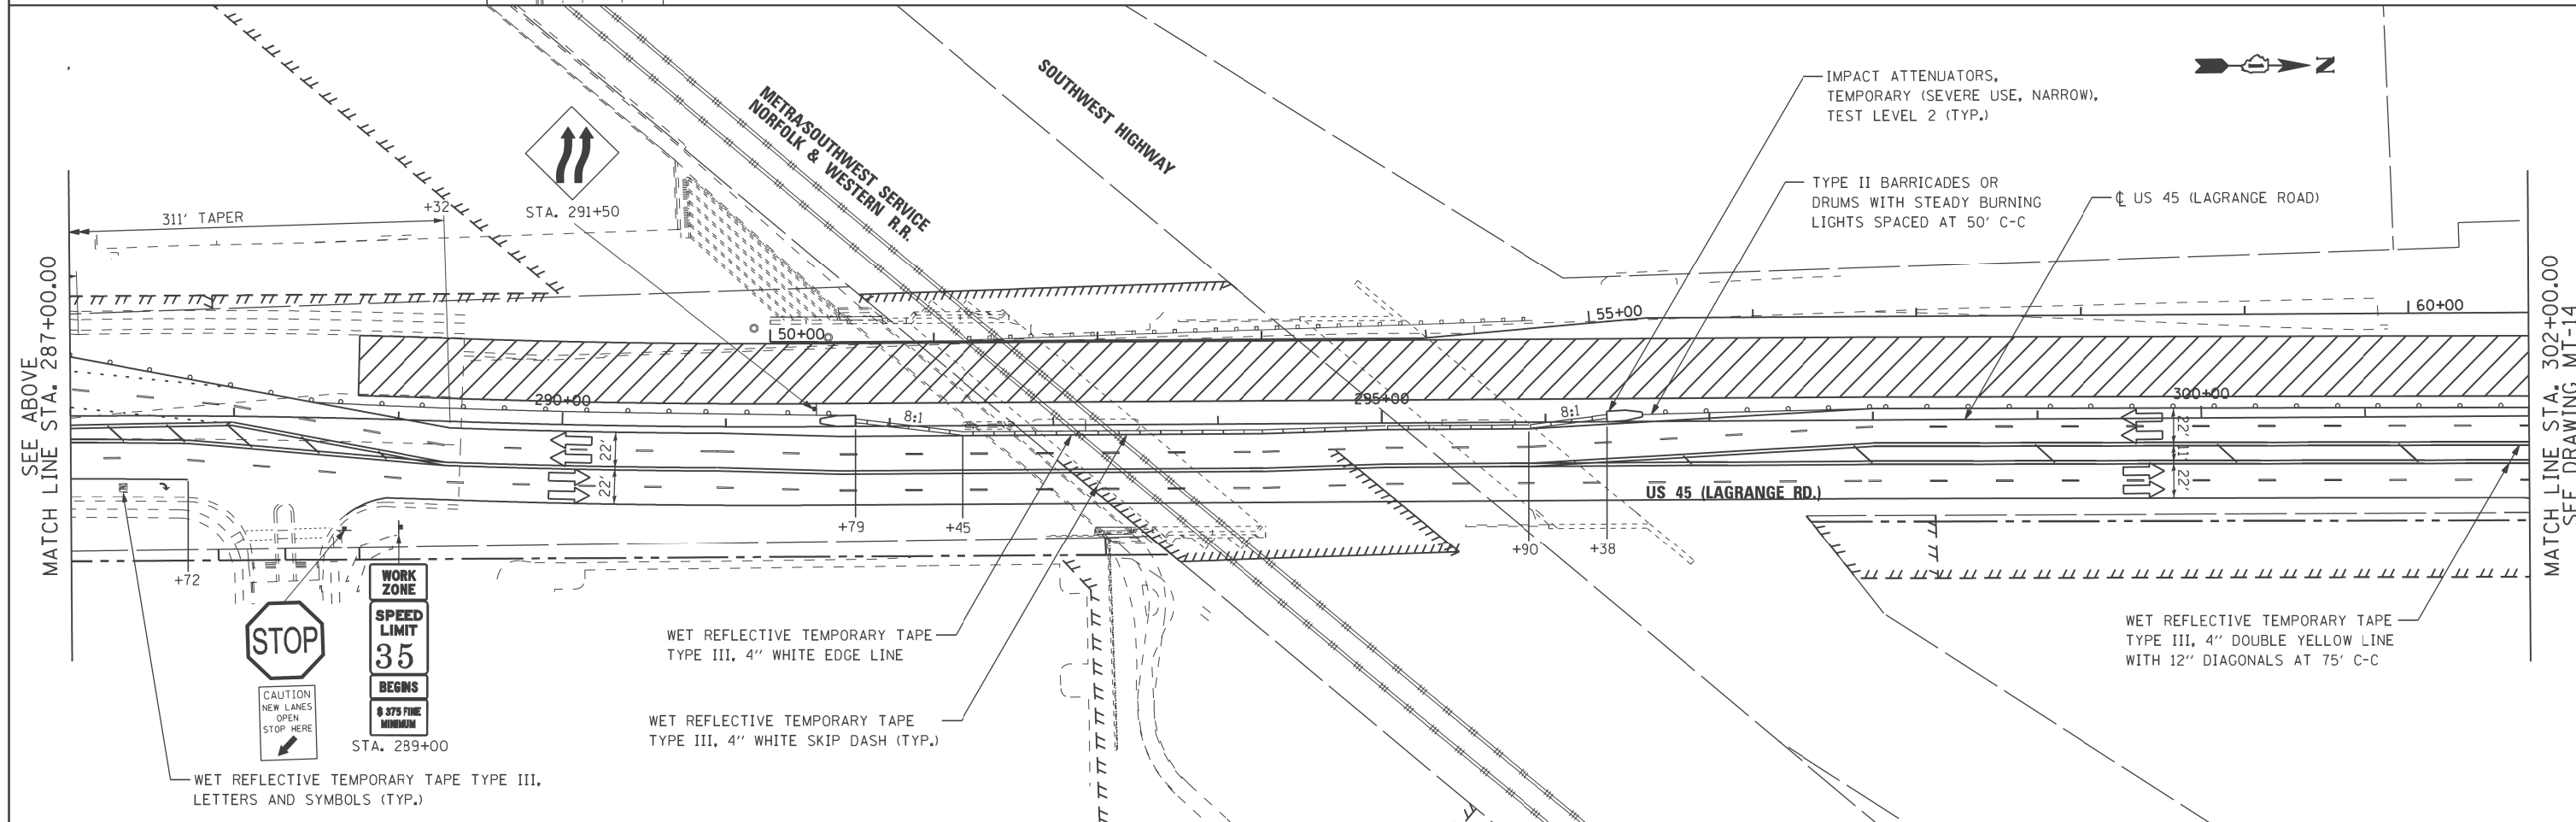 IMPACT ATTENUATORS,
TEMPORARY (SEVERE USE, NARROW),
TEST LEVEL 2 (TYP.)
N
SOUTHWEST HIGHWAY
METRA/SOUTHWEST SERVICE
NORFOLK & WESTERN R.R.
TYPE II BARRICADES OR
DRUMS WITH STEADY BURNING
LIGHTS SPACED AT 50' C-C
℄ US 45 (LAGRANGE ROAD)
311' TAPER
+32
STA. 291+50
SEE ABOVE
MATCH LINE STA. 287+00.00
MATCH LINE STA. 302+00.00
SEE DRAWING MT-14
50+00
55+00
60+00
290+00
295+00
300+00
8:1
8:1
22'
22'
22'
11'
22'
US 45 (LAGRANGE RD.)
+72
+79
+45
+90
+38
STOP
CAUTION
NEW LANES
OPEN
STOP HERE
WORK
ZONE
SPEED
LIMIT
35
BEGINS
$ 375 FINE
MINIMUM
STA. 289+00
WET REFLECTIVE TEMPORARY TAPE
TYPE III, 4" WHITE EDGE LINE
WET REFLECTIVE TEMPORARY TAPE
TYPE III, 4" WHITE SKIP DASH (TYP.)
WET REFLECTIVE TEMPORARY TAPE TYPE III,
LETTERS AND SYMBOLS (TYP.)
WET REFLECTIVE TEMPORARY TAPE
TYPE III, 4" DOUBLE YELLOW LINE
WITH 12" DIAGONALS AT 75' C-C